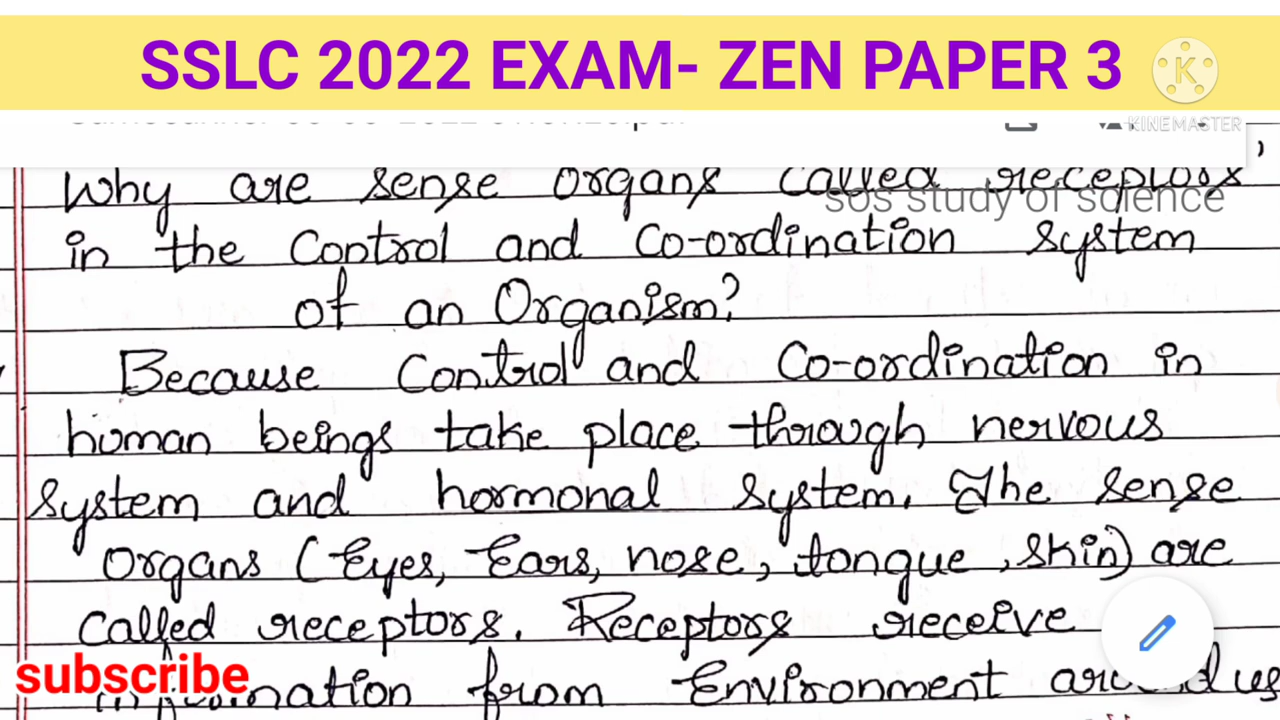 SSLC 2022 EXAM- ZEN PAPER 3
K
KINEMASTER
Why are sense organs called receptors
sos study of science
in the Control and Co-ordination system
of an Organism?
Because Control and Co-ordination in
human beings take place through nervous
system and hormonal system. The sense
Organs (Eyes, Ears, nose, tongue, skin) are
called receptors. Receptors receive
subscribe
information from Environment around us